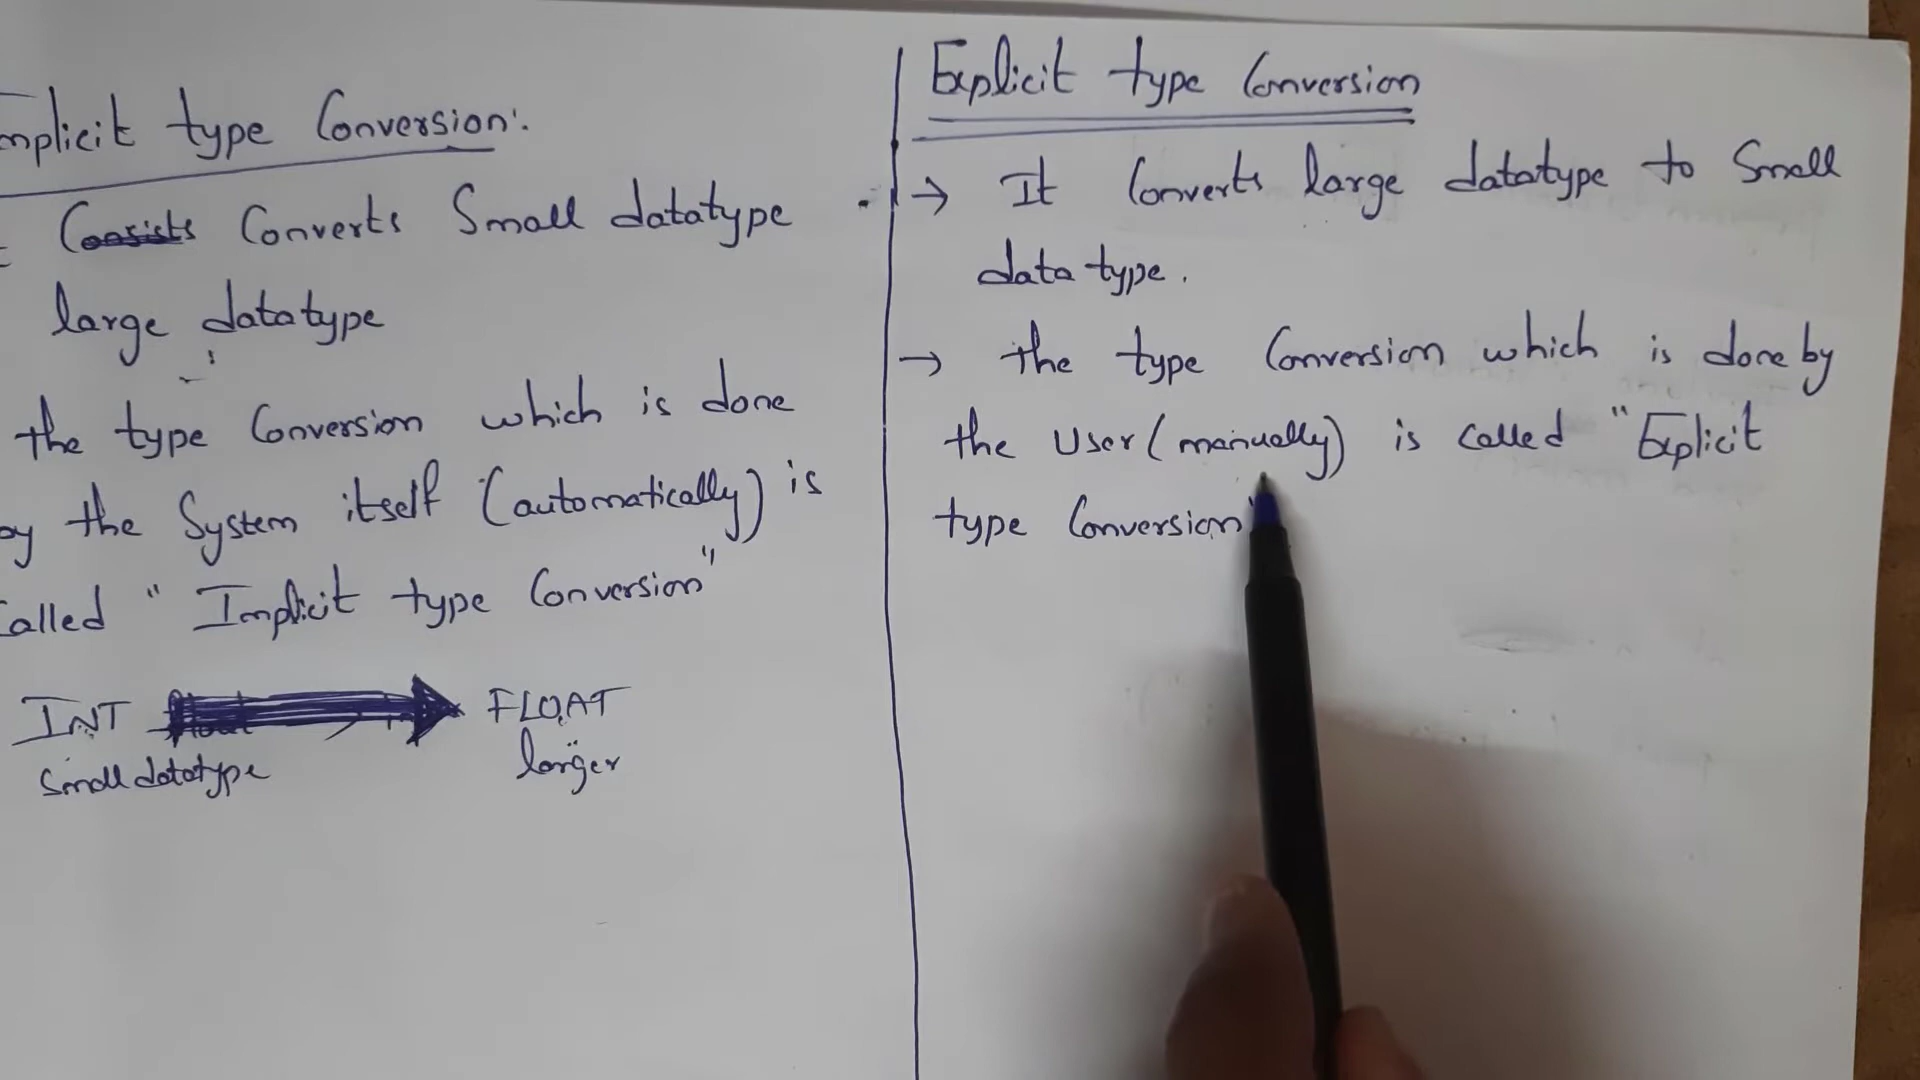 mplicit type Conversion:
Converts Small datatype
large datatype
the type Conversion which is done
by the System itself (automatically) is
called "Implicit type Conversion"
INT FLOAT
Small datatype larger
Explicit type Conversion
→ It Converts large datatype to Small
data type.
→ the type Conversion which is done by
the User (manually) is called "Explicit
type Conversion"